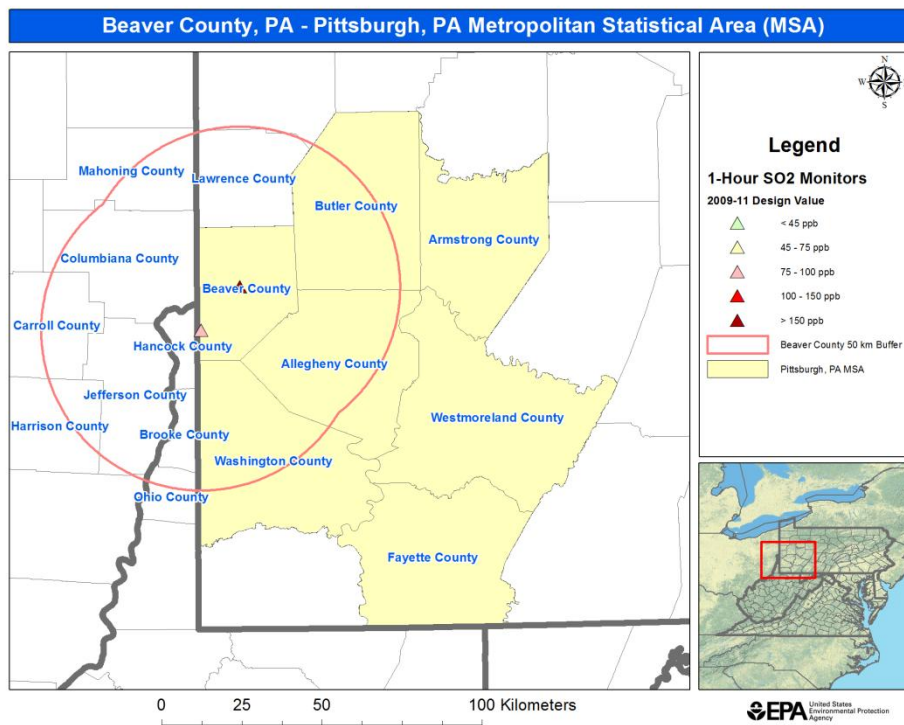 Beaver County, PA - Pittsburgh, PA Metropolitan Statistical Area (MSA)
Mahoning County
Lawrence County
Butler County
Armstrong County
Columbiana County
Beaver County
Carroll County
Hancock County
Allegheny County
Jefferson County
Westmoreland County
Harrison County
Brooke County
Washington County
Ohio County
Fayette County
0 25 50 100 Kilometers
N
W E
S
Legend
1-Hour SO2 Monitors
2009-11 Design Value
< 45 ppb
45 - 75 ppb
75 - 100 ppb
100 - 150 ppb
> 150 ppb
Beaver County 50 km Buffer
Pittsburgh, PA MSA
EPA United States
Environmental Protection
Agency